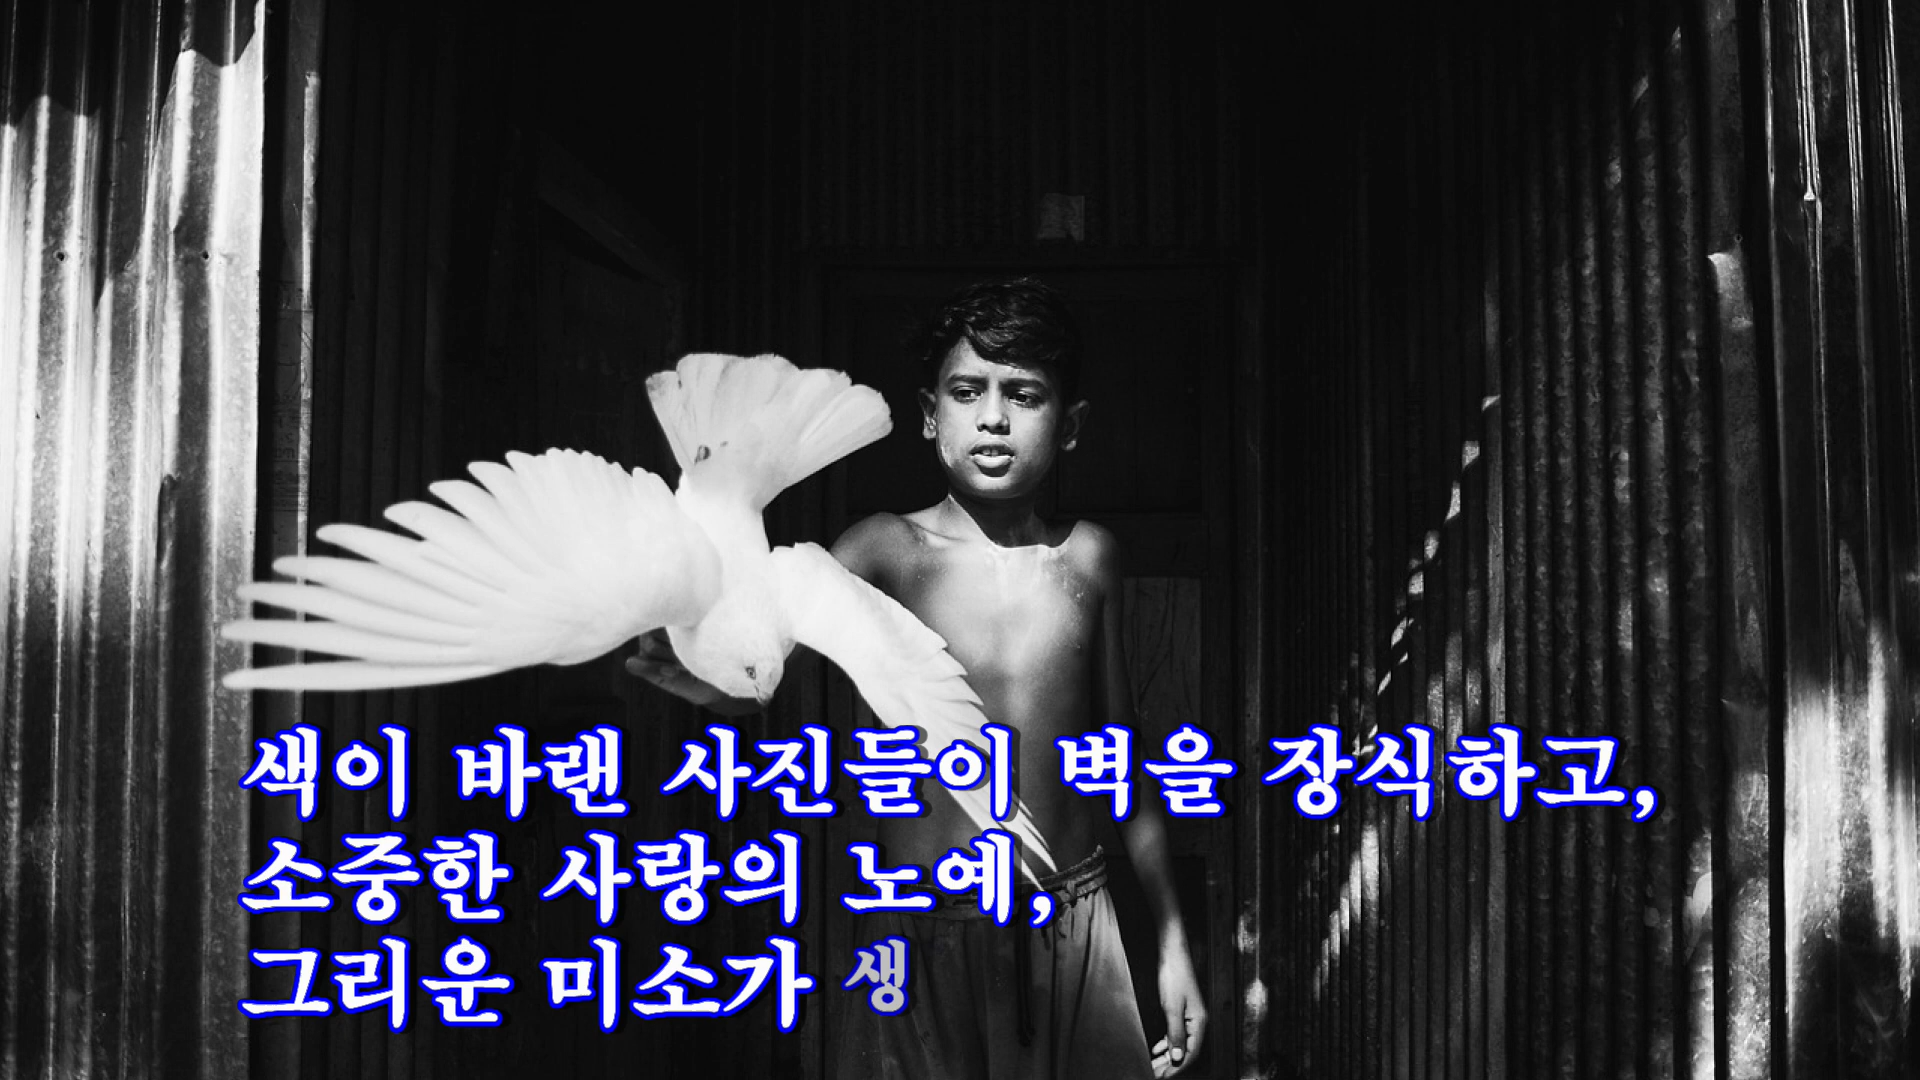 색이 바랜 사진들이 벽을 장식하고,
소중한 사랑의 노예,
그리운 미소가 생